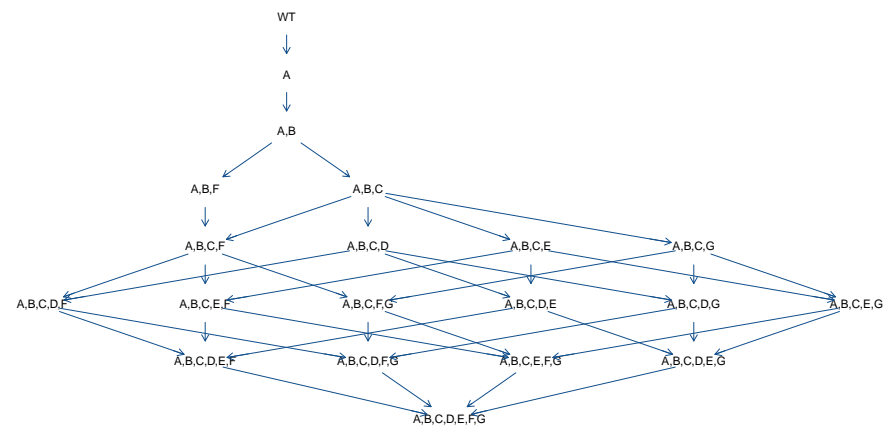 WT
A
A,B
A,B,F
A,B,C
A,B,C,F
A,B,C,D
A,B,C,E
A,B,C,G
A,B,C,D,F
A,B,C,E,F
A,B,C,F,G
A,B,C,D,E
A,B,C,D,G
A,B,C,E,G
A,B,C,D,E,F
A,B,C,D,F,G
A,B,C,E,F,G
A,B,C,D,E,G
A,B,C,D,E,F,G